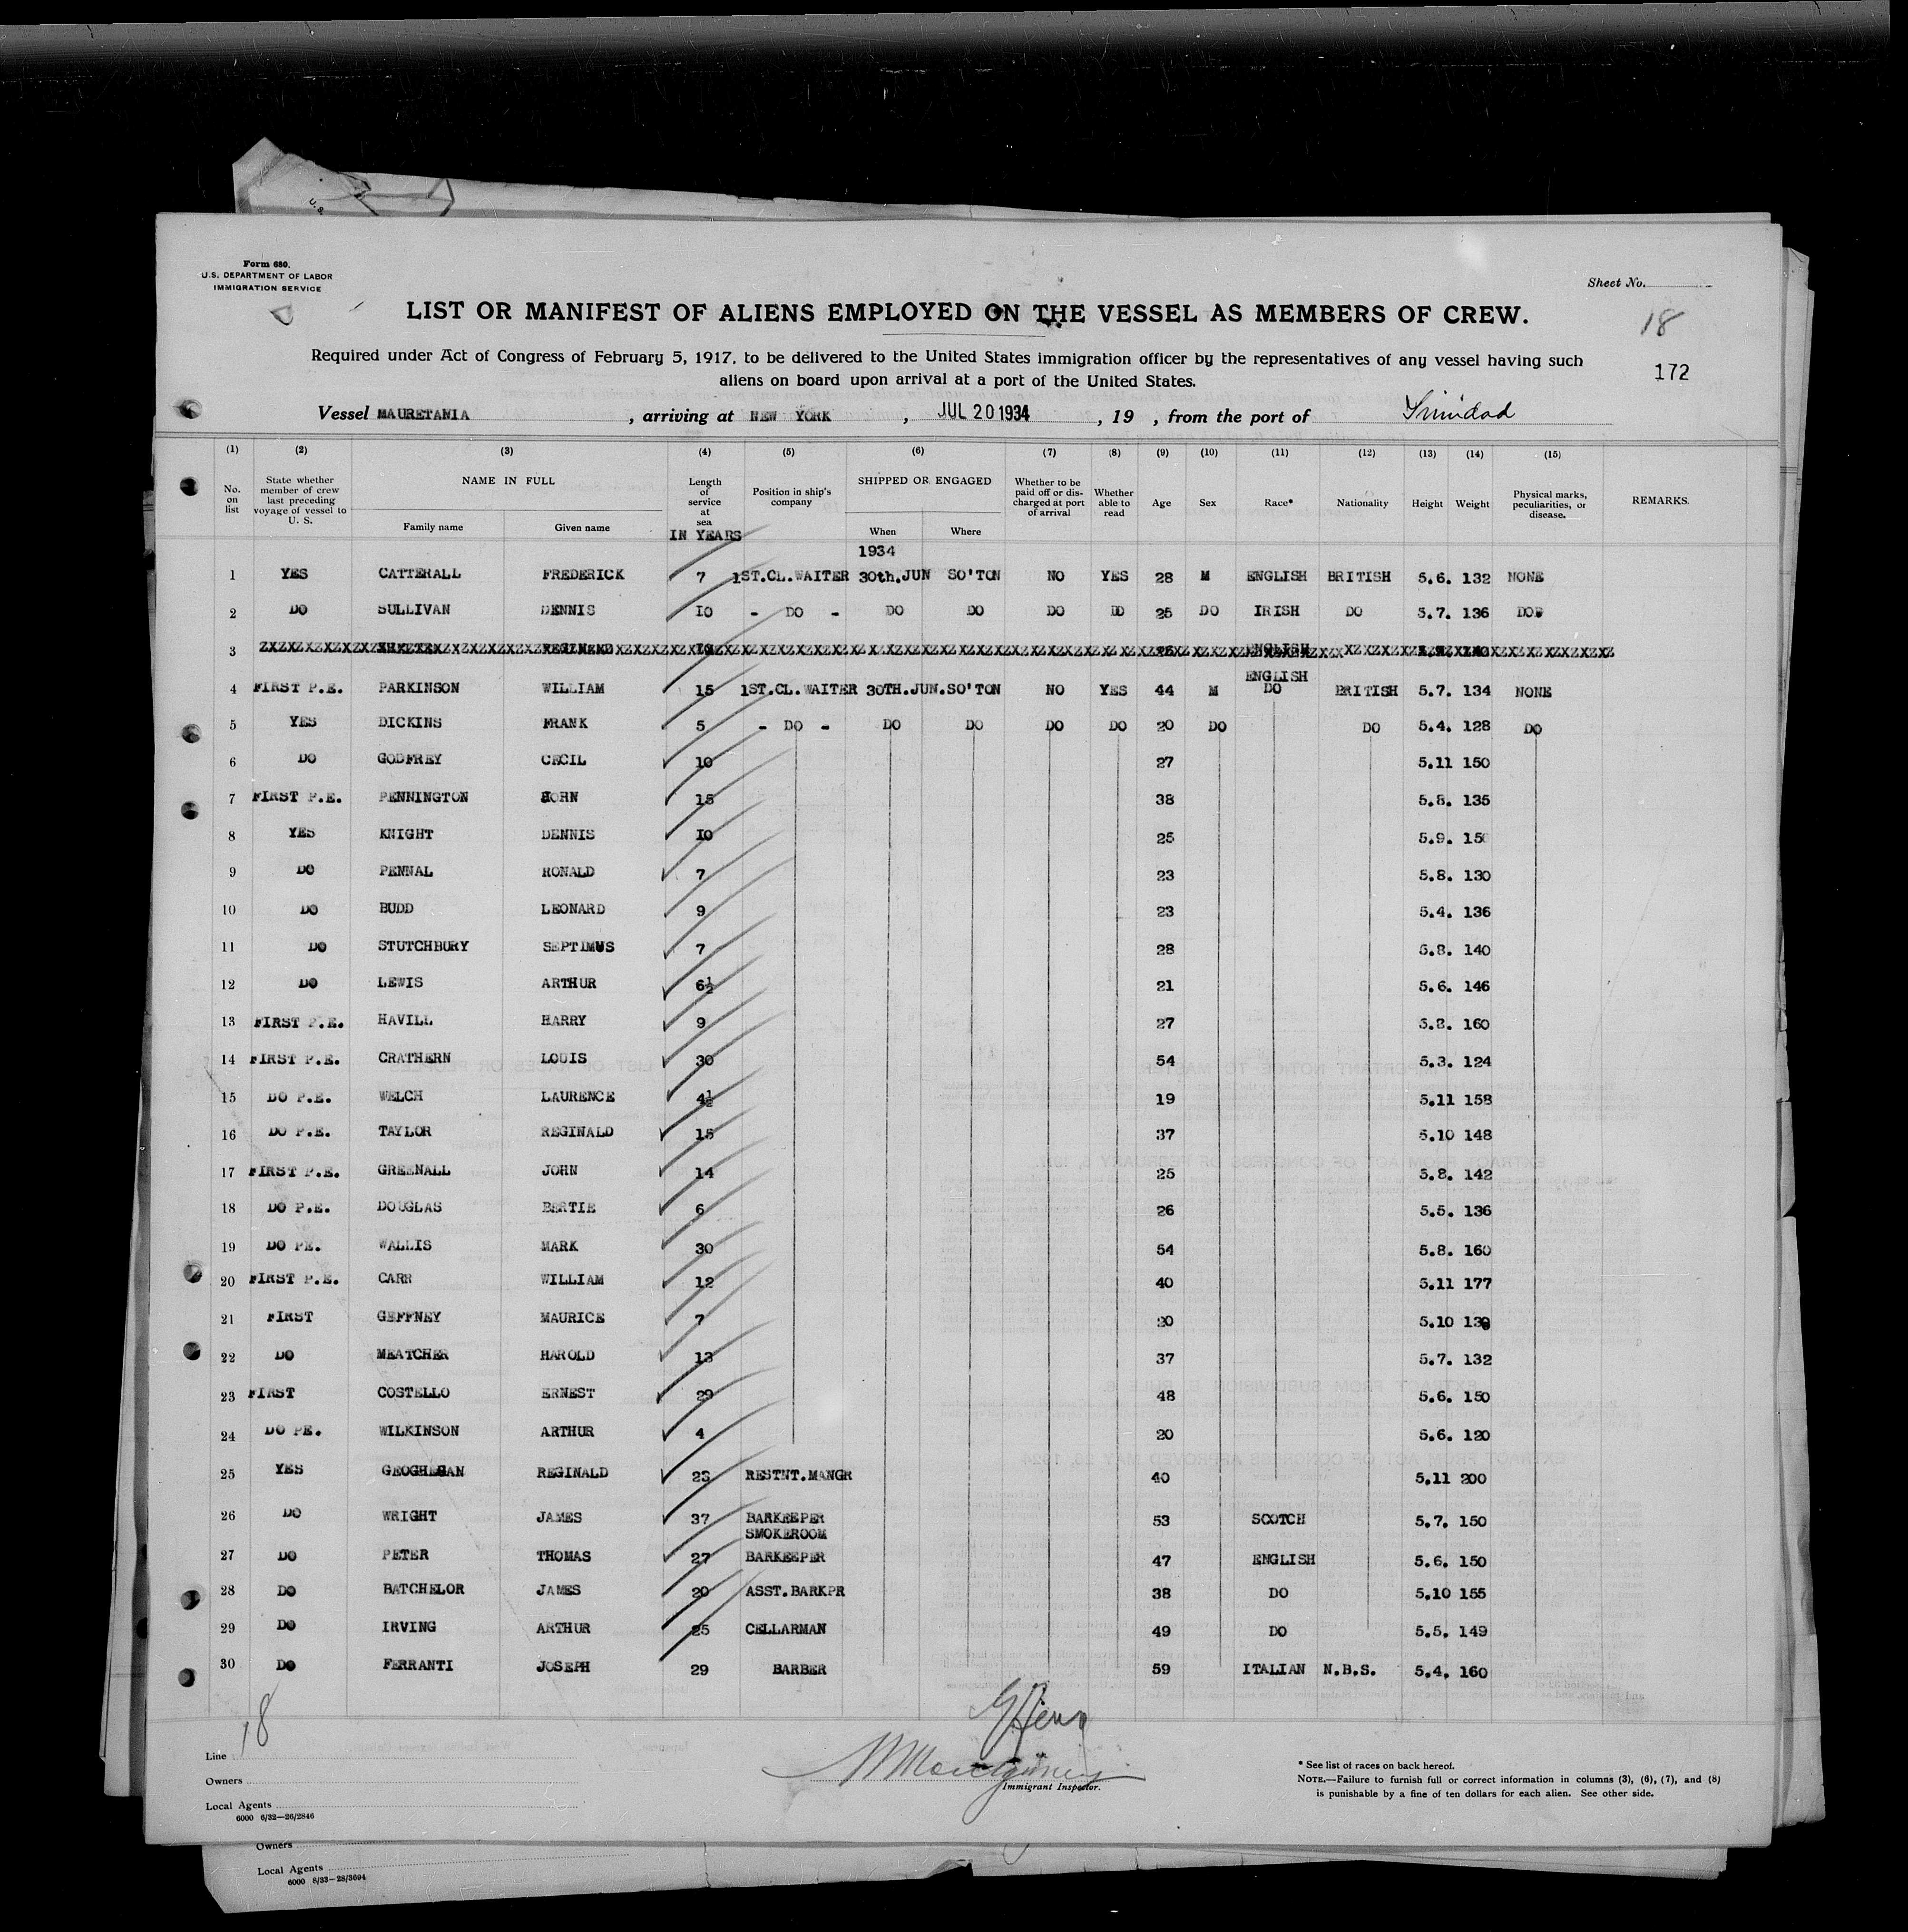 Form 680.
U.S. DEPARTMENT OF LABOR
IMMIGRATION SERVICE
Sheet No.
LIST OR MANIFEST OF ALIENS EMPLOYED ON THE VESSEL AS MEMBERS OF CREW.
18
Required under Act of Congress of February 5, 1917, to be delivered to the United States immigration officer by the representatives of any vessel having such
aliens on board upon arrival at a port of the United States.
172
Vessel MAURETANIA , arriving at NEW YORK , JUL 20 1934 , 19 , from the port of Trinidad
(1) (2) (3) (4) (5) (6) (7) (8) (9) (10) (11) (12) (13) (14) (15)
No. on list State whether member of crew last preceding voyage of vessel to U. S. NAME IN FULL Family name Given name Length of service at sea IN YEARS Position in ship's company SHIPPED OR ENGAGED When Where Whether to be paid off or discharged at port of arrival Whether able to read Age Sex Race* Nationality Height Weight Physical marks, peculiarities, or disease. REMARKS.
1934
1 YES CATTERALL FREDERICK 7 1ST.CL.WAITER 30th.JUN SO'TON NO YES 28 M ENGLISH BRITISH 5.6. 132 NONE
2 DO SULLIVAN DENNIS 10 - DO - DO DO DO DO 25 DO IRISH DO 5.7. 136 DO
3 REGINALD ENGLISH
ENGLISH
4 FIRST P.E. PARKINSON WILLIAM 15 1ST.CL.WAITER 30TH.JUN.SO'TON NO YES 44 M DO BRITISH 5.7. 134 NONE
5 YES DICKINS FRANK 5 - DO - DO DO DO DO 20 DO DO 5.4. 128 DO
6 DO GODFREY CECIL 10 27 5.11 150
7 FIRST P.E. PENNINGTON JOHN 15 38 5.8. 135
8 YES KNIGHT DENNIS 10 25 5.9.
9 DO PENNAL RONALD 7 23 5.8. 130
10 DO BUDD LEONARD 9 23 5.4. 136
11 DO STUTCHBURY SEPTIMUS 7 28 5.8. 140
12 DO LEWIS ARTHUR 6½ 21 5.6. 146
13 FIRST P.E. HAVILL HARRY 9 27 5.8. 160
14 FIRST P.E. CRATHERN LOUIS 30 54 5.3. 124
15 DO P.E. WELCH LAURENCE 4½ 19 5.11 158
16 DO P.E. TAYLOR REGINALD 15 37 5.10 148
17 FIRST P.E. GREENALL JOHN 14 25 5.8. 142
18 DO P.E. DOUGLAS BERTIE 6 26 5.5. 136
19 DO PE. WALLIS MARK 30 54 5.8. 160
20 FIRST P.E. CARR WILLIAM 12 40 5.11 177
21 FIRST GEFFNEY MAURICE 7 20 5.10
22 DO MEATCHER HAROLD 13 37 5.7. 132
23 FIRST COSTELLO ERNEST 29 48 5.6. 150
24 DO PE. WILKINSON ARTHUR 4 20 5.6. 120
25 YES GEOGHEGAN REGINALD 23 RESTNT.MANGR 40 5.11 200
26 DO WRIGHT JAMES 37 BARKEEPER 53 SCOTCH 5.7. 150
SMOKEROOM
27 DO PETER THOMAS 27 BARKEEPER 47 ENGLISH 5.6. 150
28 DO BATCHELOR JAMES 20 ASST.BARKPR 38 DO 5.10 155
29 DO IRVING ARTHUR 25 CELLARMAN 49 DO 5.5. 149
30 DO FERRANTI JOSEPH 29 BARBER 59 ITALIAN N.B.S. 5.4. 160
18
Line
Owners
Local Agents
6000 6/32—26/2846
Immigrant Inspector.
* See list of races on back hereof.
NOTE.—Failure to furnish full or correct information in columns (3), (6), (7), and (8)
is punishable by a fine of ten dollars for each alien. See other side.
Owners
Local Agents
6000 8/33—28/3694